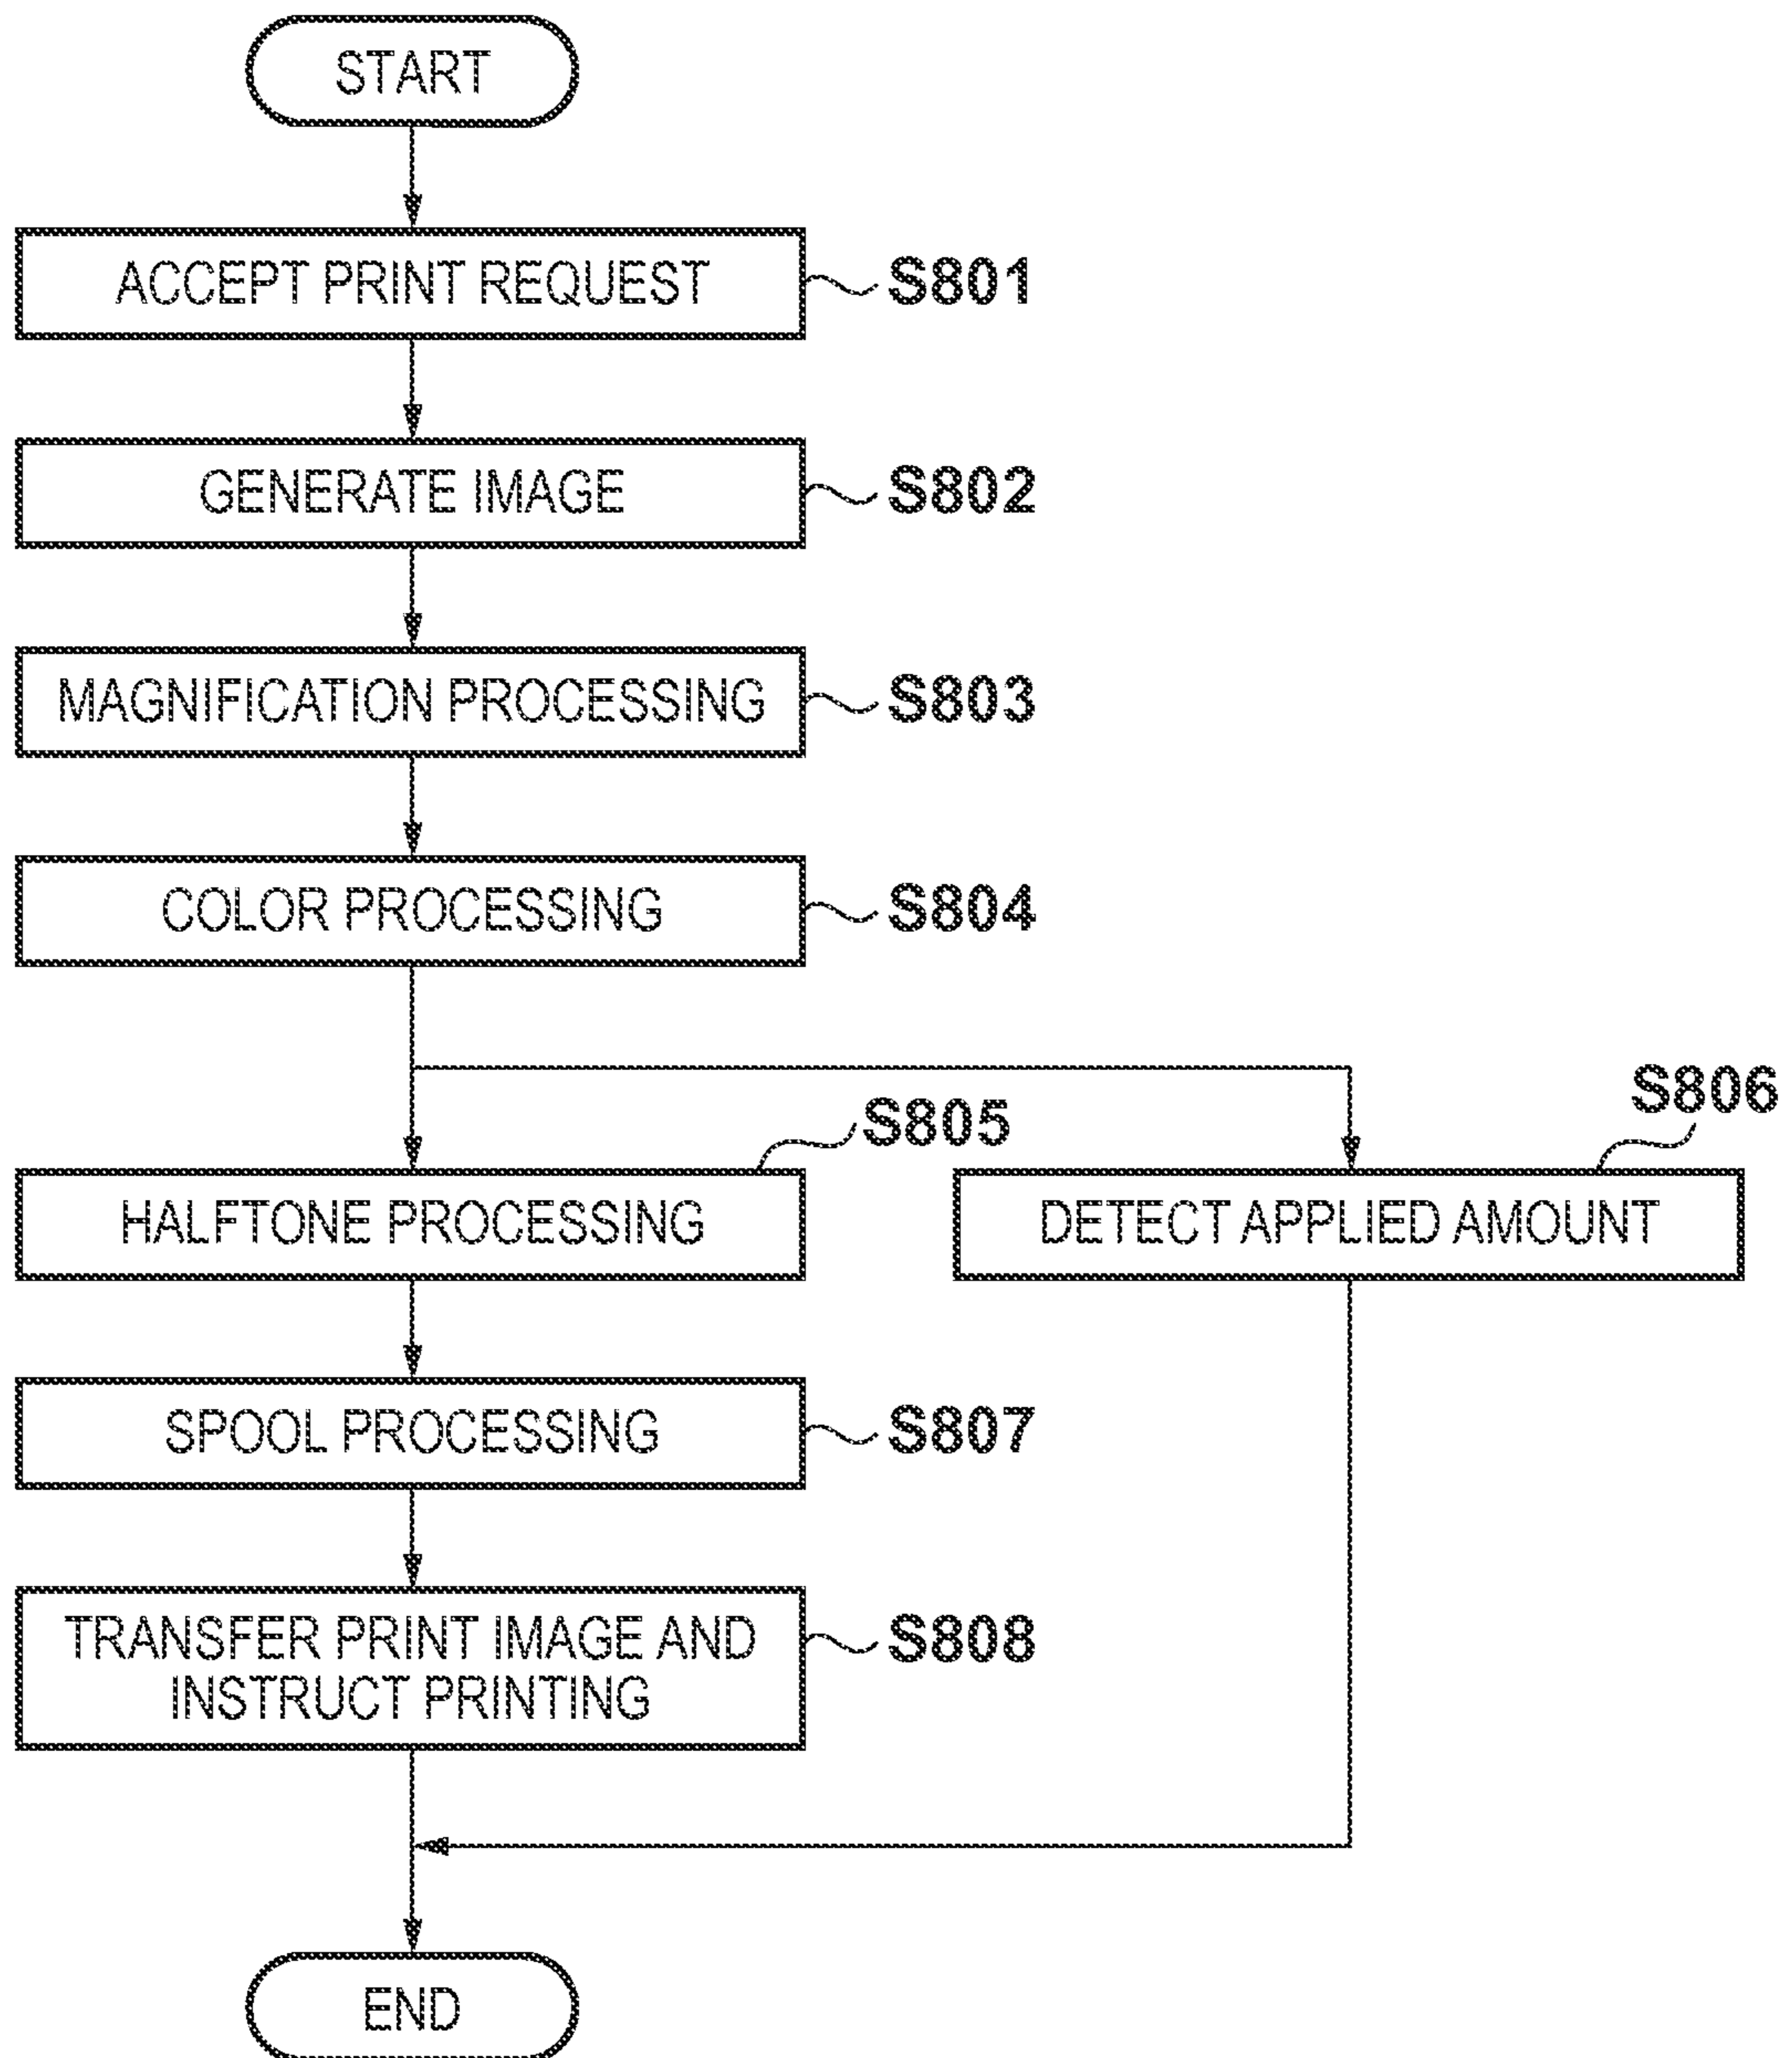 START
ACCEPT PRINT REQUEST
S801
GENERATE IMAGE
S802
MAGNIFICATION PROCESSING
S803
COLOR PROCESSING
S804
S805
S806
HALFTONE PROCESSING
DETECT APPLIED AMOUNT
SPOOL PROCESSING
S807
TRANSFER PRINT IMAGE AND
INSTRUCT PRINTING
S808
END